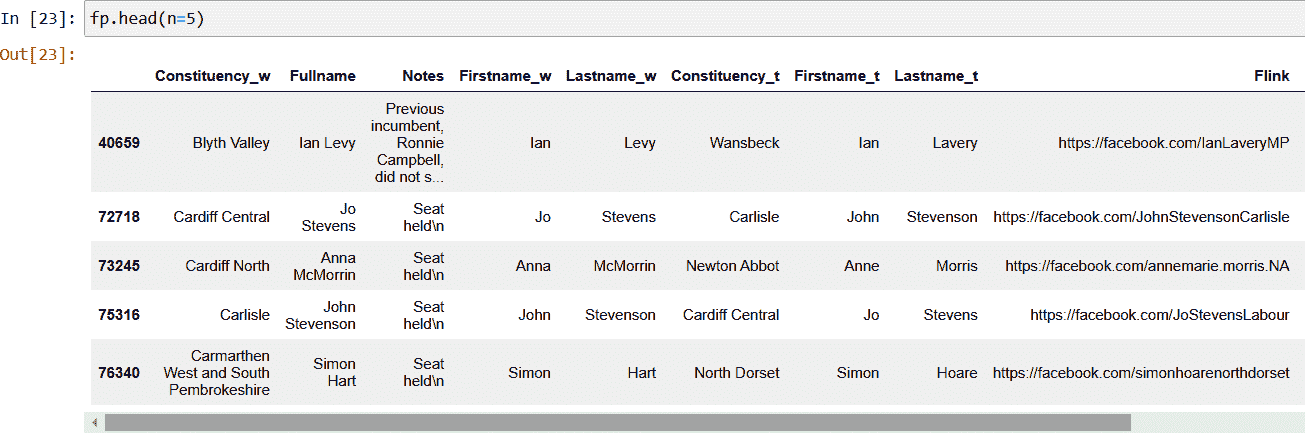 In [23]: fp.head(n=5)
Out[23]:
Constituency_w Fullname Notes Firstname_w Lastname_w Constituency_t Firstname_t Lastname_t Flink
40659 Blyth Valley Ian Levy Previous incumbent, Ronnie Campbell, did not s... Ian Levy Wansbeck Ian Lavery https://facebook.com/IanLaveryMP
72718 Cardiff Central Jo Stevens Seat held\n Jo Stevens Carlisle John Stevenson https://facebook.com/JohnStevensonCarlisle
73245 Cardiff North Anna McMorrin Seat held\n Anna McMorrin Newton Abbot Anne Morris https://facebook.com/annemarie.morris.NA
75316 Carlisle John Stevenson Seat held\n John Stevenson Cardiff Central Jo Stevens https://facebook.com/JoStevensLabour
76340 Carmarthen West and South Pembrokeshire Simon Hart Seat held\n Simon Hart North Dorset Simon Hoare https://facebook.com/simonhoarenorthdorset